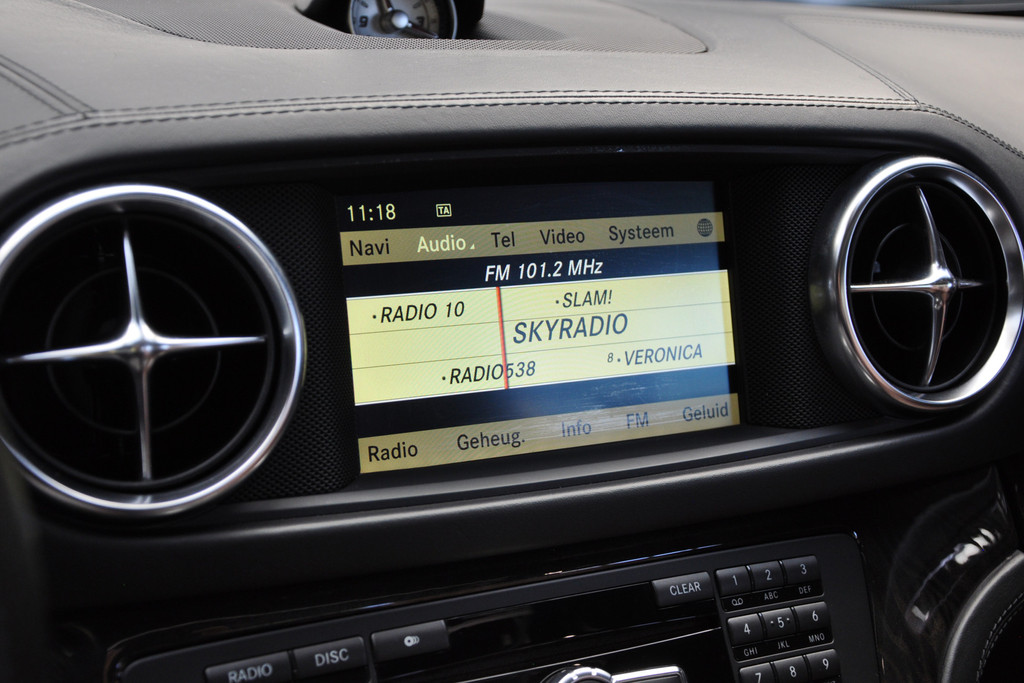 11:18 TA
Navi Audio Tel Video Systeem
FM 101.2 MHz
RADIO 10 SLAM!
SKYRADIO
RADIO538 8 VERONICA
Radio Geheug. Info FM Geluid
RADIO DISC CLEAR
1 2 3
ABC DEF
4 -5- 6
GHI JKL MNO
7 8 9